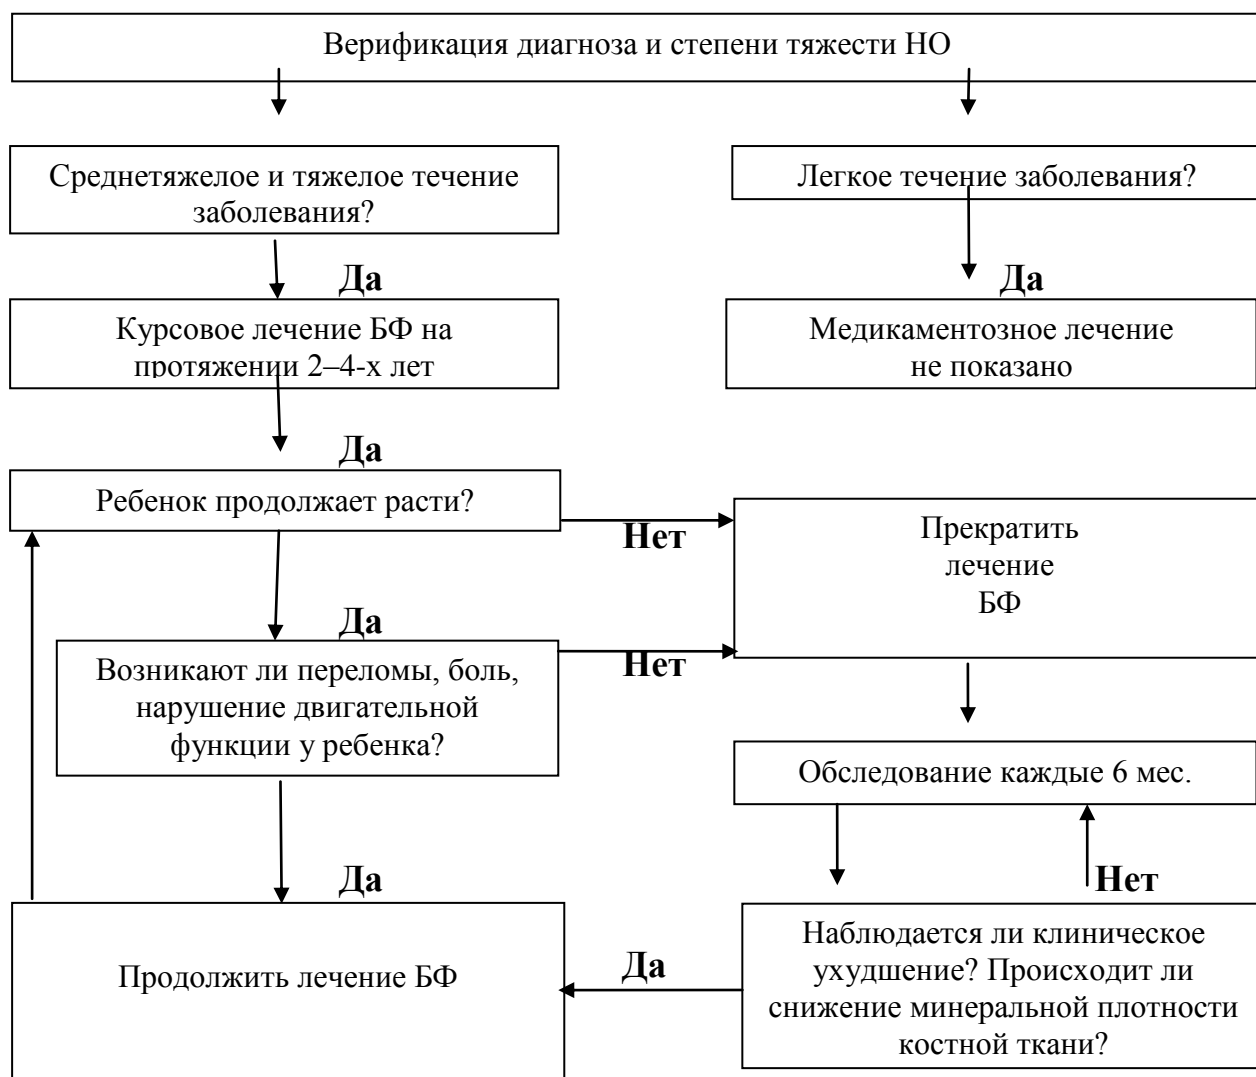 Верификация диагноза и степени тяжести НО
Среднетяжелое и тяжелое течение
заболевания?
Легкое течение заболевания?
Да
Да
Курсовое лечение БФ на
протяжении 2–4-х лет
Медикаментозное лечение
не показано
Да
Ребенок продолжает расти?
Нет
Прекратить
лечение
БФ
Да
Возникают ли переломы, боль,
нарушение двигательной
функции у ребенка?
Нет
Обследование каждые 6 мес.
Да
Нет
Продолжить лечение БФ
Да
Наблюдается ли клиническое
ухудшение? Происходит ли
снижение минеральной плотности
костной ткани?